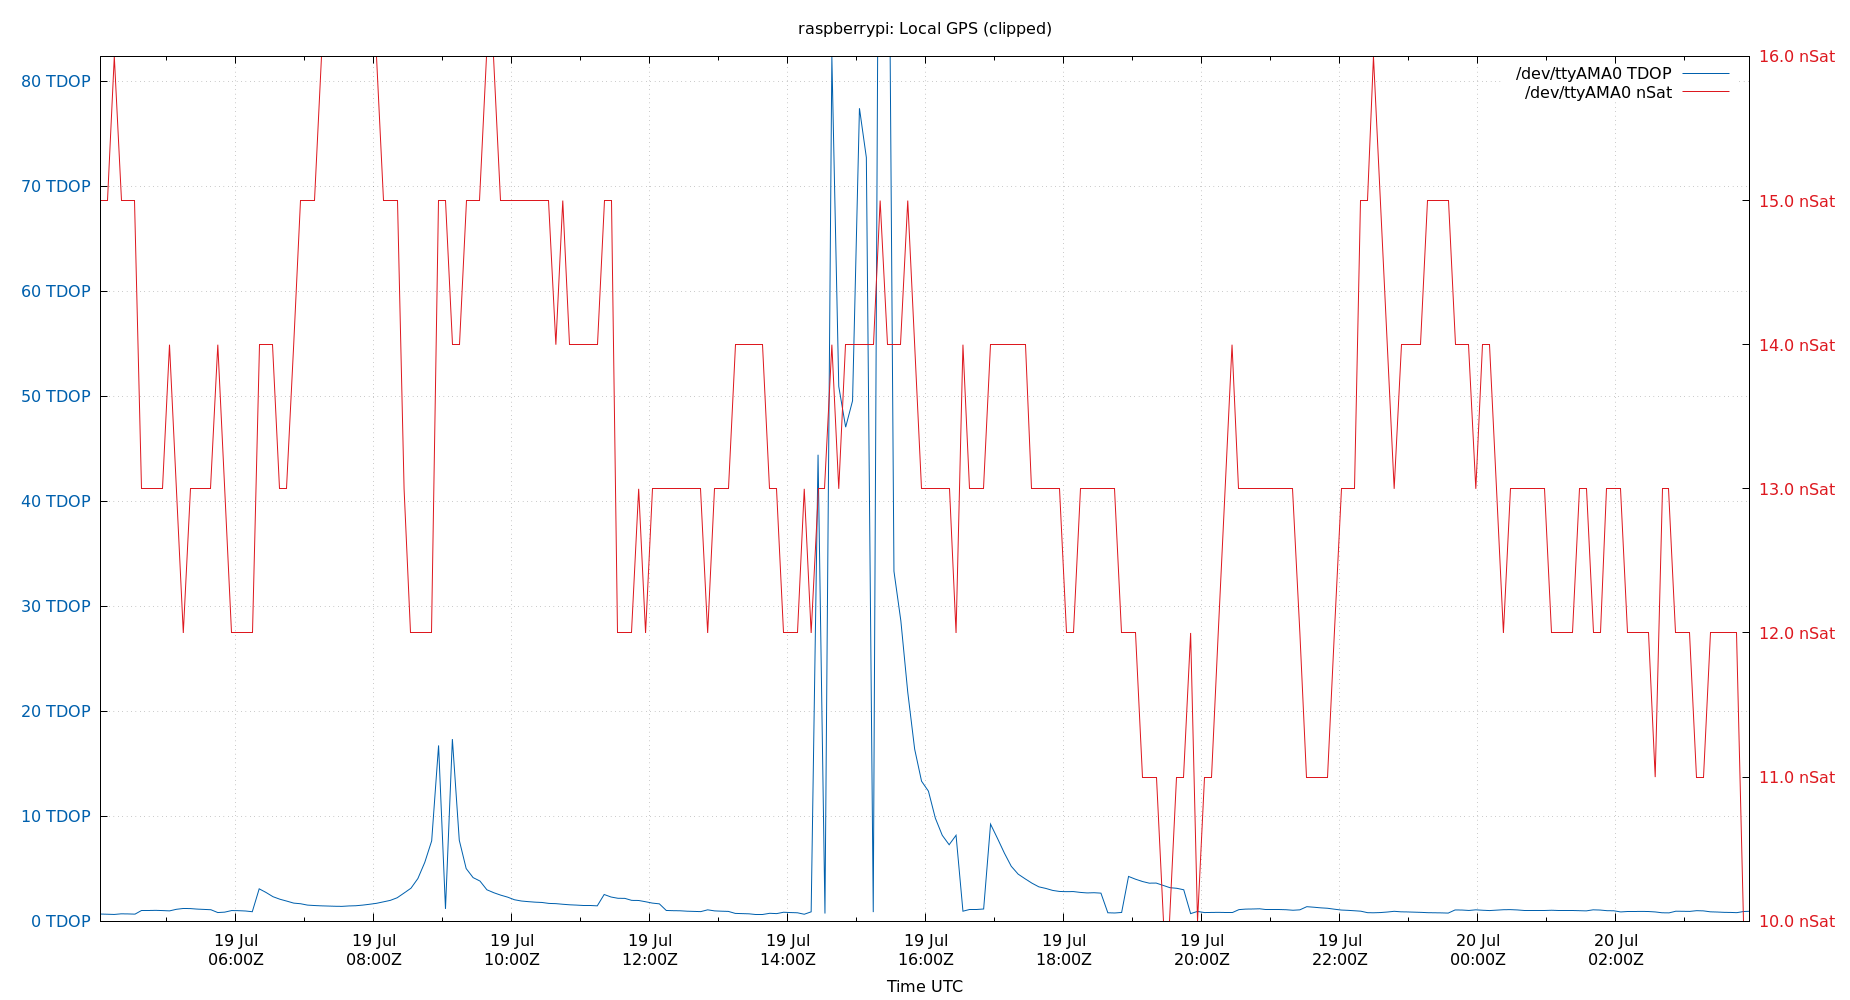 raspberrypi: Local GPS (clipped)
80 TDOP
70 TDOP
60 TDOP
50 TDOP
40 TDOP
30 TDOP
20 TDOP
10 TDOP
0 TDOP
/dev/ttyAMA0 TDOP
/dev/ttyAMA0 nSat
16.0 nSat
15.0 nSat
14.0 nSat
13.0 nSat
12.0 nSat
11.0 nSat
10.0 nSat
19 Jul
06:00Z
19 Jul
08:00Z
19 Jul
10:00Z
19 Jul
12:00Z
19 Jul
14:00Z
19 Jul
16:00Z
19 Jul
18:00Z
19 Jul
20:00Z
19 Jul
22:00Z
20 Jul
00:00Z
20 Jul
02:00Z
Time UTC